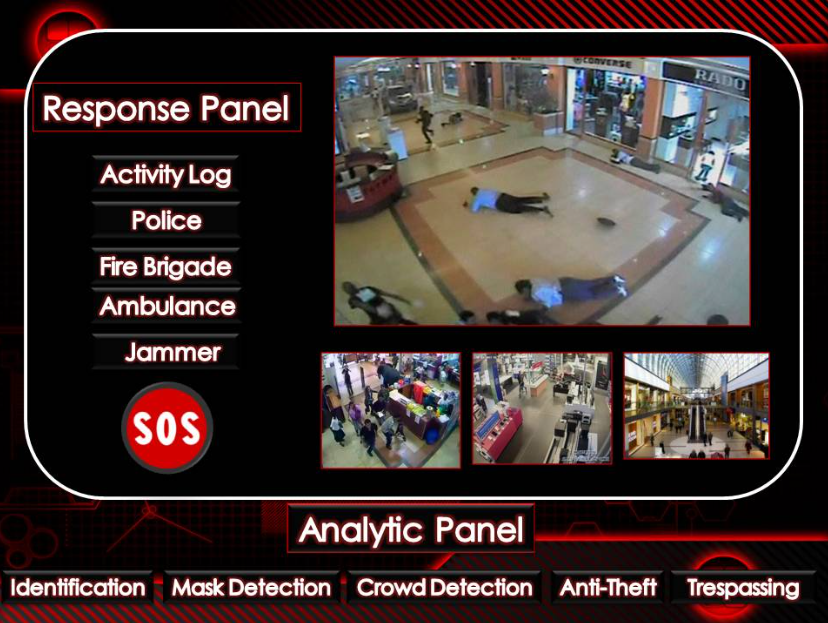 Response Panel
Activity Log
Police
Fire Brigade
Ambulance
Jammer
SOS
CONVERSE
RADO
Analytic Panel
Identification
Mask Detection
Crowd Detection
Anti-Theft
Trespassing